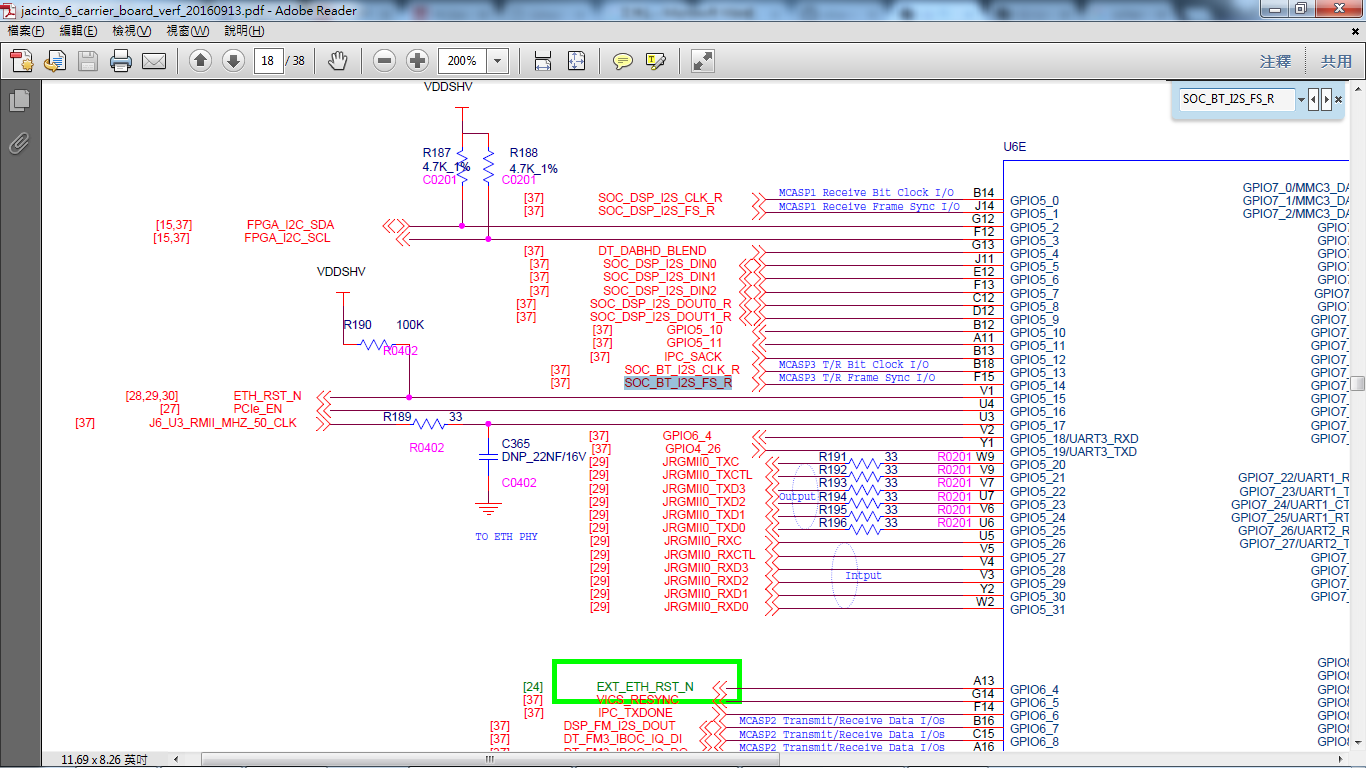 jacinto_6_carrier_board_verf_20160913.pdf - Adobe Reader
檔案(F) 編輯(E) 檢視(V) 視窗(W) 說明(H)
18 / 38 200% 注釋 共用
SOC_BT_I2S_FS_R
VDDSHV
U6E
R187 R188
4.7K_1% 4.7K_1%
C0201 C0201
[37] SOC_DSP_I2S_CLK_R MCASP1 Receive Bit Clock I/O B14 GPIO5_0 GPIO7_0/MMC3_DA
[37] SOC_DSP_I2S_FS_R MCASP1 Receive Frame Sync I/O J14 GPIO5_1 GPIO7_1/MMC3_DA
[15,37] FPGA_I2C_SDA G12 GPIO5_2 GPIO7_2/MMC3_DA
[15,37] FPGA_I2C_SCL F12 GPIO5_3
[37] DT_DABHD_BLEND G13 GPIO5_4
[37] SOC_DSP_I2S_DIN0 J11 GPIO5_5
[37] SOC_DSP_I2S_DIN1 E12 GPIO5_6
[37] SOC_DSP_I2S_DIN2 F13 GPIO5_7
[37] SOC_DSP_I2S_DOUT0_R C12 GPIO5_8
[37] SOC_DSP_I2S_DOUT1_R D12 GPIO5_9
[37] GPIO5_10 B12 GPIO5_10
[37] GPIO5_11 A11 GPIO5_11
[37] IPC_SACK B13 GPIO5_12
[37] SOC_BT_I2S_CLK_R MCASP3 T/R Bit Clock I/O B18 GPIO5_13
[37] SOC_BT_I2S_FS_R MCASP3 T/R Frame Sync I/O F15 GPIO5_14
VDDSHV
R190 100K
R0402
[28,29,30] ETH_RST_N V1 GPIO5_15
[27] PCIe_EN U4 GPIO5_16
[37] J6_U3_RMII_MHZ_50_CLK R189 33 U3 GPIO5_17
R0402
C365
DNP_22NF/16V
C0402
TO ETH PHY
[37] GPIO6_4 V2 GPIO5_18/UART3_RXD
[37] GPIO4_26 Y1 GPIO5_19/UART3_TXD
[29] JRGMII0_TXC R191 33 R0201 W9 GPIO5_20
[29] JRGMII0_TXCTL R192 33 R0201 V9 GPIO5_21 GPIO7_22/UART1_R
[29] JRGMII0_TXD3 R193 33 R0201 V7 GPIO5_22 GPIO7_23/UART1_T
[29] JRGMII0_TXD2 Output R194 33 R0201 U7 GPIO5_23 GPIO7_24/UART1_CT
[29] JRGMII0_TXD1 R195 33 R0201 V6 GPIO5_24 GPIO7_25/UART1_RT
[29] JRGMII0_TXD0 R196 33 R0201 U6 GPIO5_25 GPIO7_26/UART2_R
[29] JRGMII0_RXC U5 GPIO5_26 GPIO7_27/UART2_T
[29] JRGMII0_RXCTL V5 GPIO5_27
[29] JRGMII0_RXD3 V4 GPIO5_28
[29] JRGMII0_RXD2 Intput V3 GPIO5_29
[29] JRGMII0_RXD1 Y2 GPIO5_30
[29] JRGMII0_RXD0 W2 GPIO5_31
[24] EXT_ETH_RST_N A13 GPIO6_4
[37] VICS_RESYNC G14 GPIO6_5
[37] IPC_TXDONE F14 GPIO6_6
[37] DSP_FM_I2S_DOUT MCASP2 Transmit/Receive Data I/Os B16 GPIO6_7
[37] DT_FM3_IBOC_IQ_DI MCASP2 Transmit/Receive Data I/Os C15 GPIO6_8
MCASP2 Transmit/Receive Data I/Os A16
11.69 x 8.26 英吋